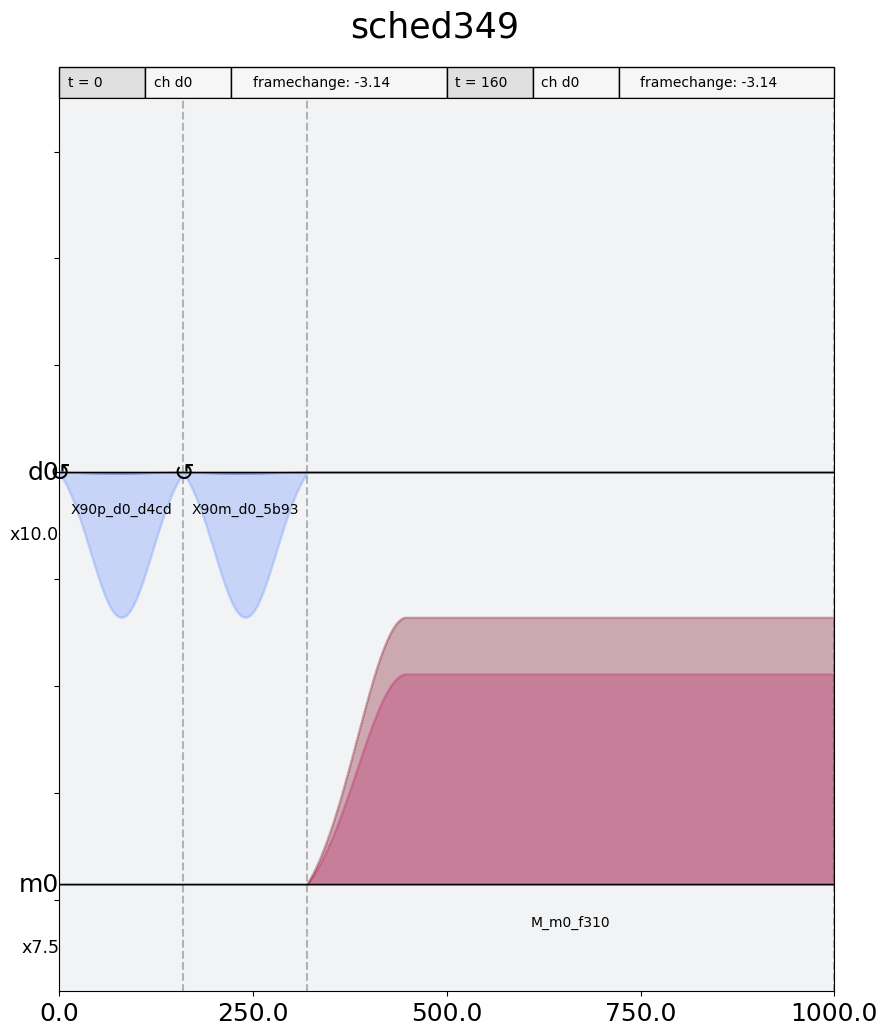 sched349
t = 0 ch d0 framechange: -3.14 t = 160 ch d0 framechange: -3.14
d0
X90p_d0_d4cd X90m_d0_5b93
x10.0
m0
M_m0_f310
x7.5
0.0 250.0 500.0 750.0 1000.0